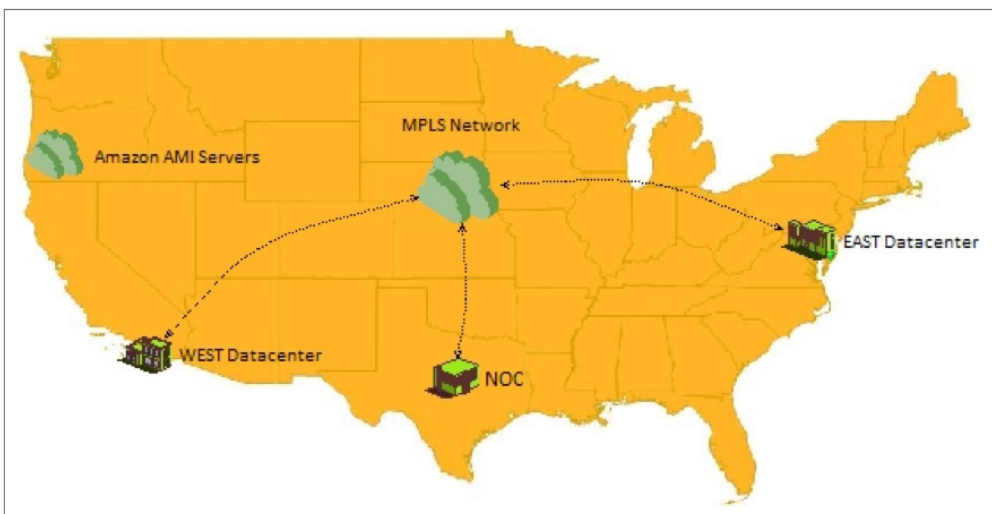 MPLS Network
Amazon AMI Servers
EAST Datacenter
WEST Datacenter
NOC